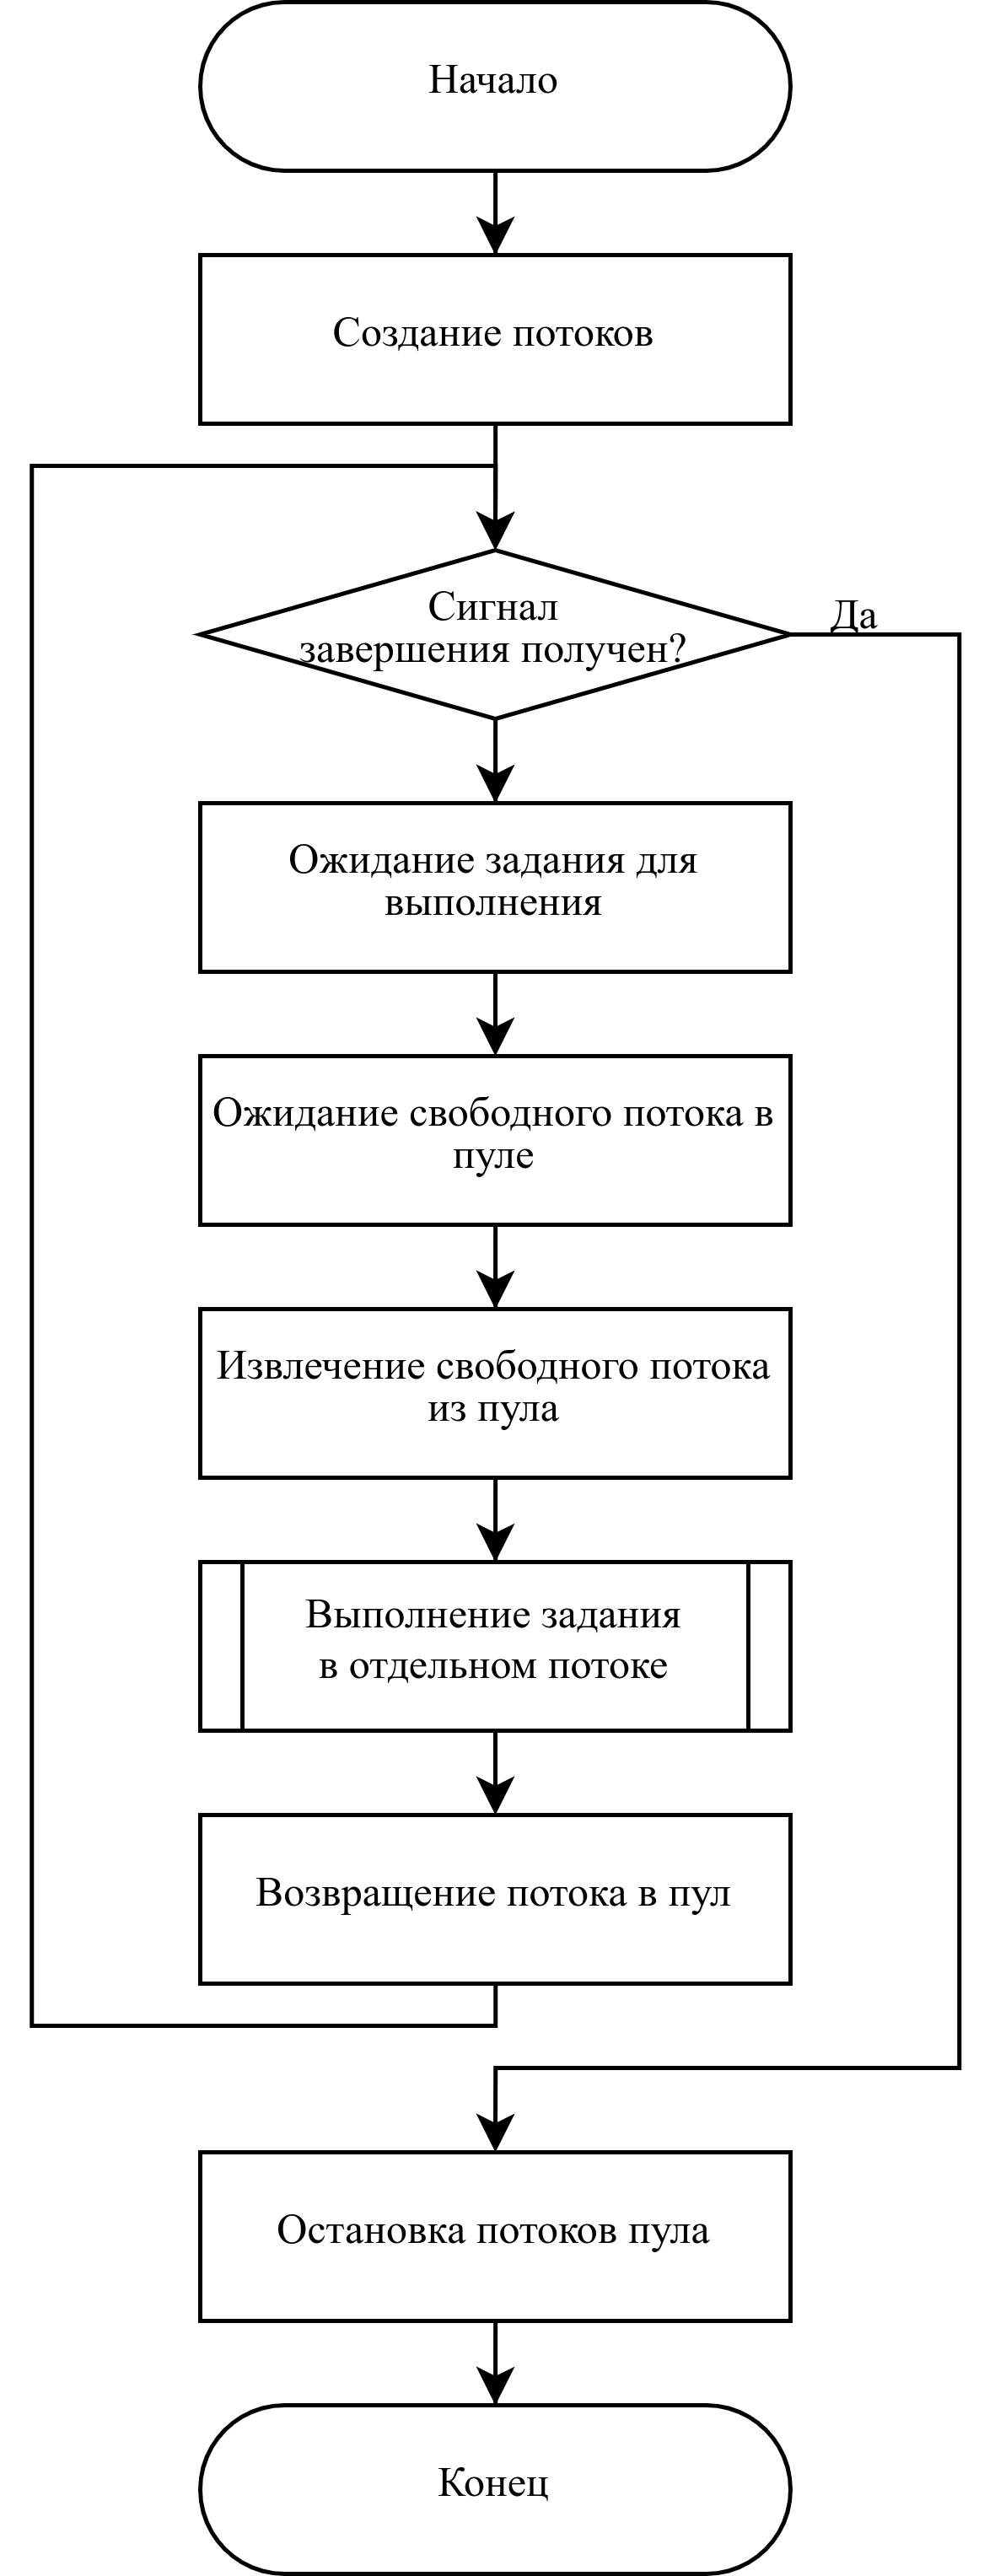 Начало
Создание потоков
Сигнал
завершения получен?
Да
Ожидание задания для
выполнения
Ожидание свободного потока в
пуле
Извлечение свободного потока
из пула
Выполнение задания
в отдельном потоке
Возвращение потока в пул
Остановка потоков пула
Конец